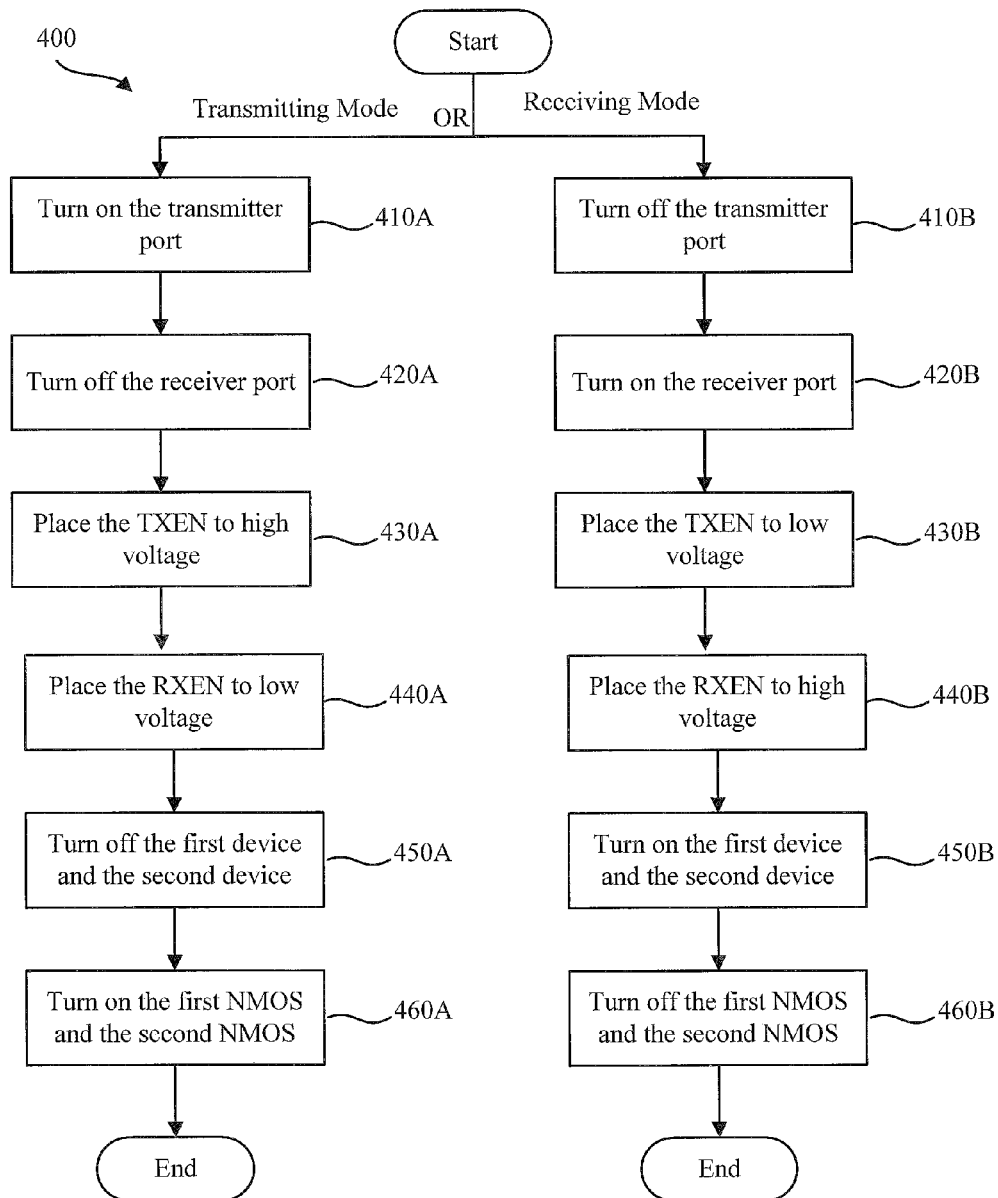 400
Start
Transmitting Mode
OR
Receiving Mode
Turn on the transmitter
port
410A
Turn off the transmitter
port
410B
Turn off the receiver port
420A
Turn on the receiver port
420B
Place the TXEN to high
voltage
430A
Place the TXEN to low
voltage
430B
Place the RXEN to low
voltage
440A
Place the RXEN to high
voltage
440B
Turn off the first device
and the second device
450A
Turn on the first device
and the second device
450B
Turn on the first NMOS
and the second NMOS
460A
Turn off the first NMOS
and the second NMOS
460B
End
End